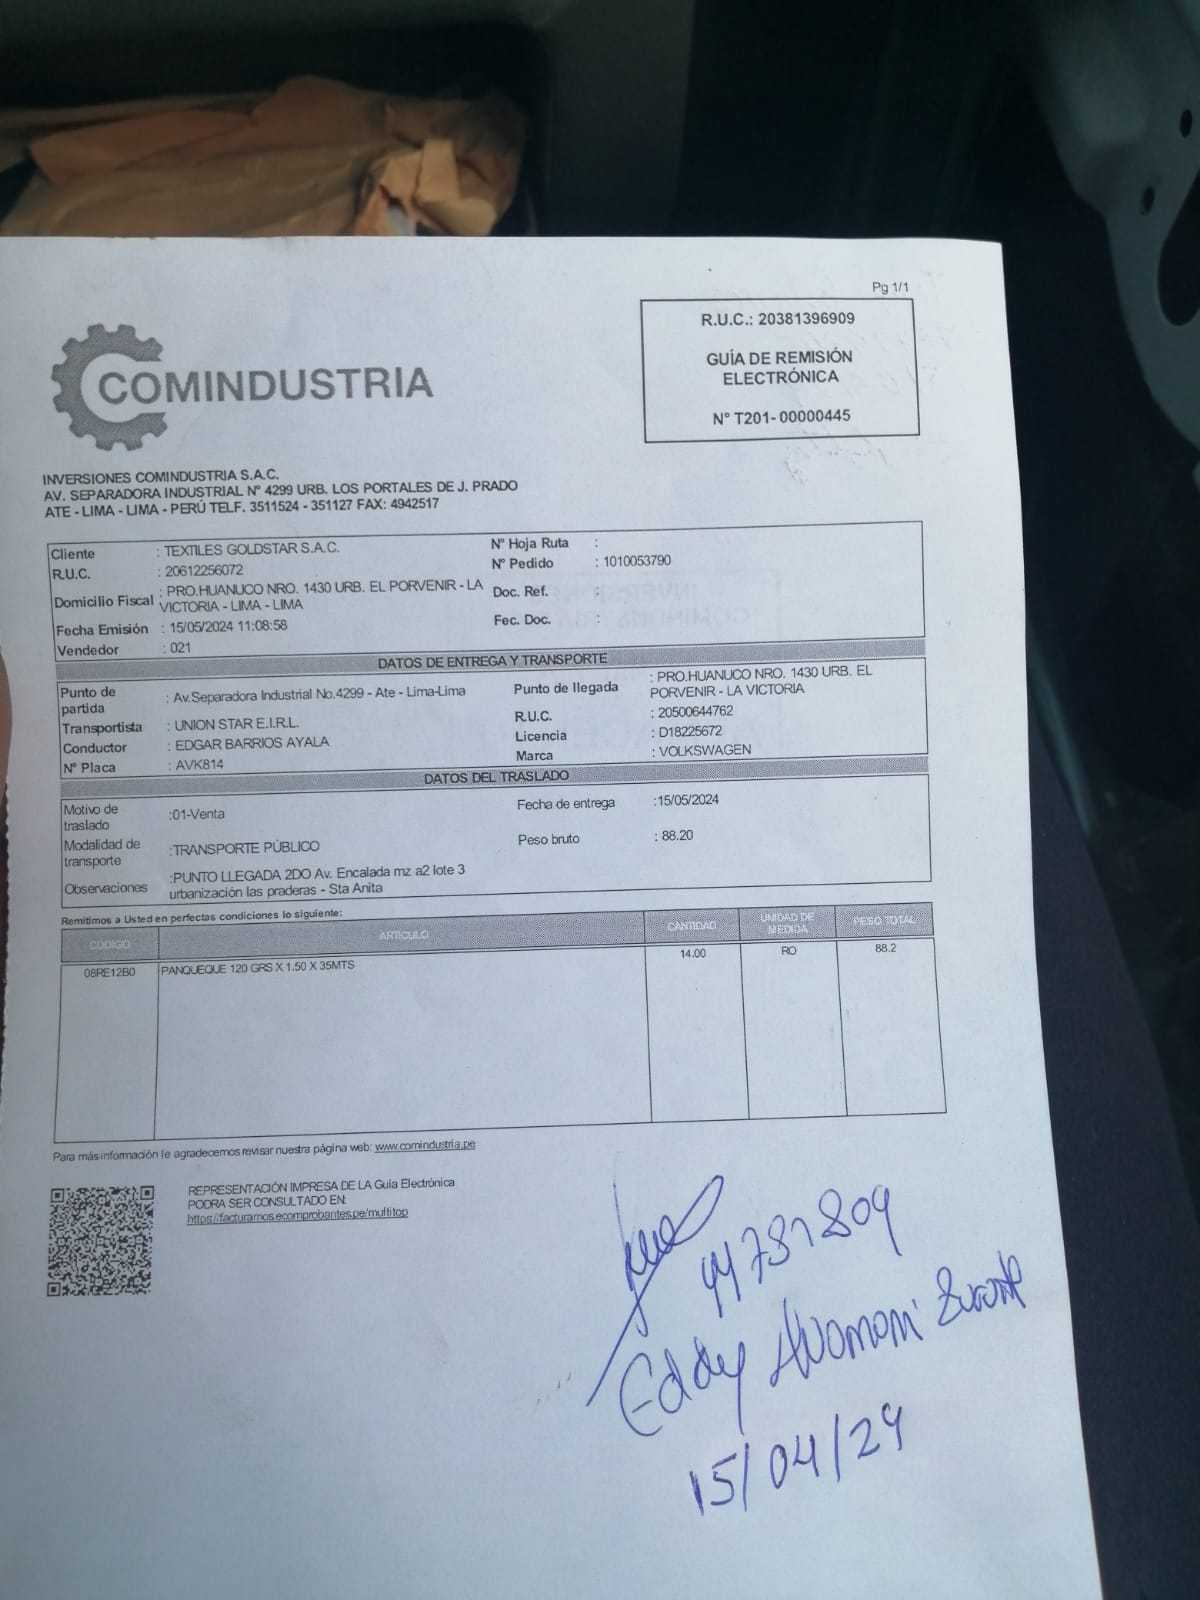 Pg 1/1
R.U.C.: 20381396909
GUÍA DE REMISIÓN
ELECTRÓNICA
N° T201- 00000445
COMINDUSTRIA
INVERSIONES COMINDUSTRIA S.A.C.
AV. SEPARADORA INDUSTRIAL N° 4299 URB. LOS PORTALES DE J. PRADO
ATE - LIMA - LIMA - PERÚ TELF. 3511524 - 351127 FAX: 4942517
Cliente : TEXTILES GOLDSTAR S.A.C.
R.U.C. : 20612256072
Domicilio Fiscal : PRO.HUANUCO NRO. 1430 URB. EL PORVENIR - LA
VICTORIA - LIMA - LIMA
Fecha Emisión : 15/05/2024 11:08:58
Vendedor : 021
N° Hoja Ruta :
N° Pedido : 1010053790
Doc. Ref. :
Fec. Doc. :
DATOS DE ENTREGA Y TRANSPORTE
Punto de
partida : Av.Separadora Industrial No.4299 - Ate - Lima-Lima
Transportista : UNION STAR E.I.R.L.
Conductor : EDGAR BARRIOS AYALA
N° Placa : AVK814
Punto de llegada : PRO.HUANUCO NRO. 1430 URB. EL
PORVENIR - LA VICTORIA
R.U.C. : 20500644762
Licencia : D18225672
Marca : VOLKSWAGEN
DATOS DEL TRASLADO
Motivo de
traslado :01-Venta
Modalidad de
transporte :TRANSPORTE PÚBLICO
Observaciones :PUNTO LLEGADA 2DO Av. Encalada mz a2 lote 3
urbanización las praderas - Sta Anita
Fecha de entrega :15/05/2024
Peso bruto : 88.20
Remitimos a Usted en perfectas condiciones lo siguiente:
CÓDIGO ARTICULO CANTIDAD UNIDAD DE MEDIDA PESO TOTAL
08RE12B0 PANQUEQUE 120 GRS X 1.50 X 35MTS 14.00 RO 88.2
Para más información le agradecemos revisar nuestra página web: www.comindustria.pe
REPRESENTACIÓN IMPRESA DE LA Guía Electrónica
PODRA SER CONSULTADO EN:
https://facturamos.ecomprobantes.pe/multitop
Eddy
15/04/24